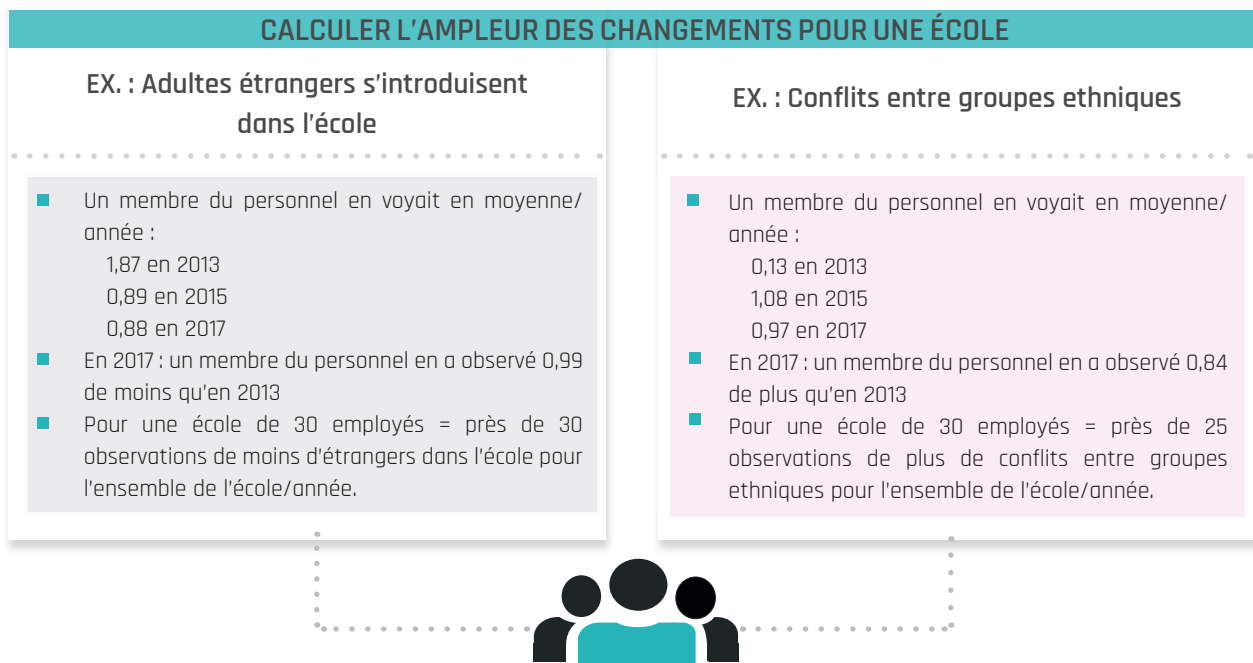 CALCULER L'AMPLEUR DES CHANGEMENTS POUR UNE ÉCOLE
EX. : Adultes étrangers s'introduisent
dans l'école
Un membre du personnel en voyait en moyenne/
année :
1,87 en 2013
0,89 en 2015
0,88 en 2017
En 2017 : un membre du personnel en a observé 0,99
de moins qu'en 2013
Pour une école de 30 employés = près de 30
observations de moins d'étrangers dans l'école pour
l'ensemble de l'école/année.
EX. : Conflits entre groupes ethniques
Un membre du personnel en voyait en moyenne/
année :
0,13 en 2013
1,08 en 2015
0,97 en 2017
En 2017 : un membre du personnel en a observé 0,84
de plus qu'en 2013
Pour une école de 30 employés = près de 25
observations de plus de conflits entre groupes
ethniques pour l'ensemble de l'école/année.